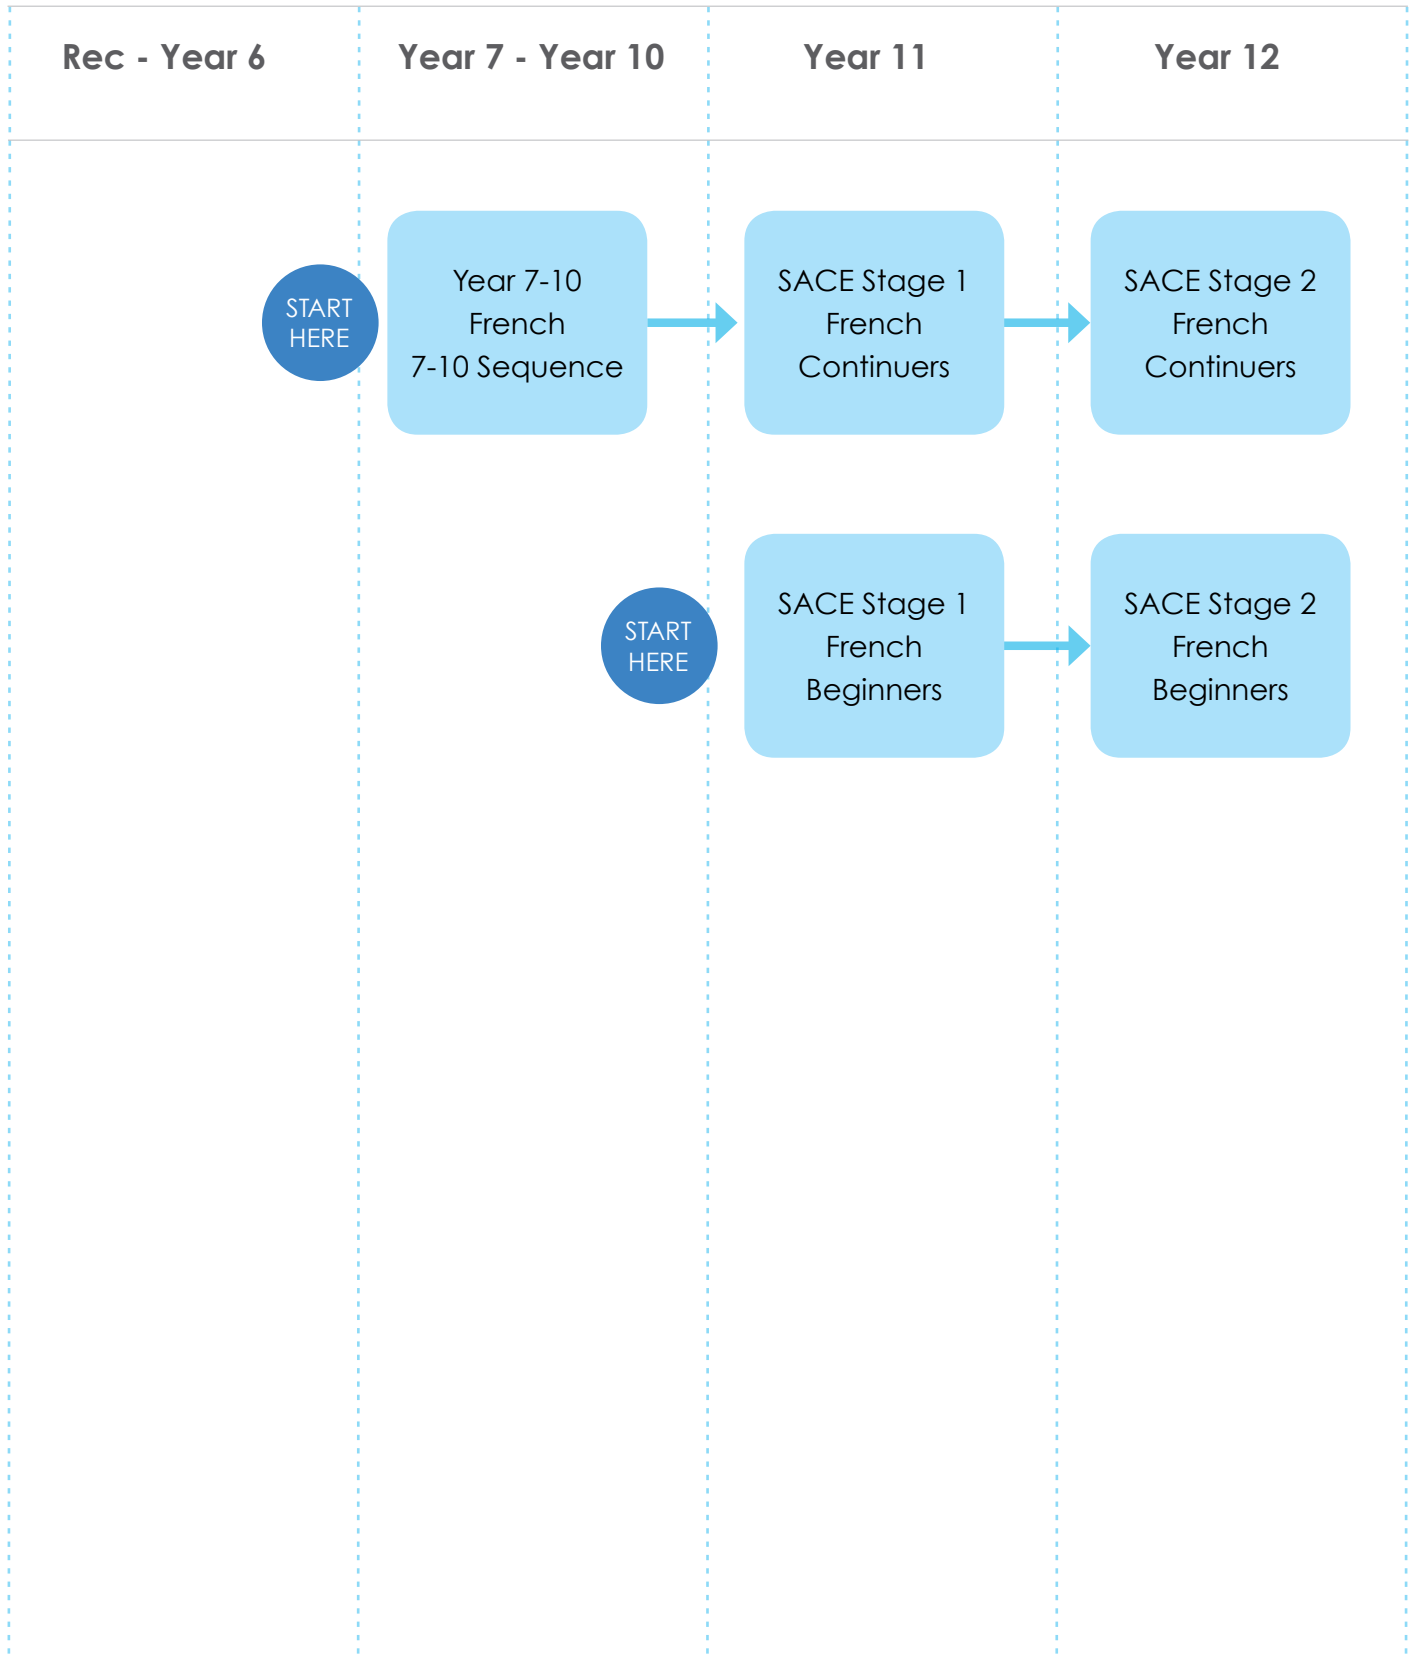 Rec - Year 6
Year 7 - Year 10
Year 11
Year 12
START
HERE
Year 7-10
French
7-10 Sequence
SACE Stage 1
French
Continuers
SACE Stage 2
French
Continuers
START
HERE
SACE Stage 1
French
Beginners
SACE Stage 2
French
Beginners